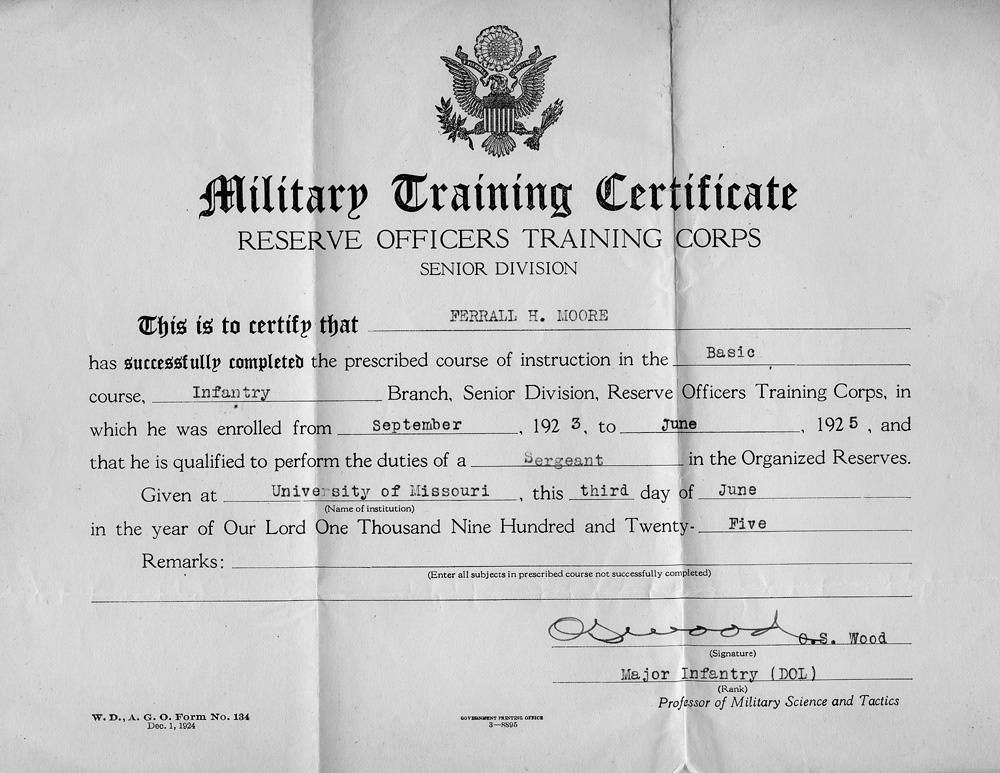 Military Training Certificate
RESERVE OFFICERS TRAINING CORPS
SENIOR DIVISION
This is to certify that FERRALL H. MOORE
has successfully completed the prescribed course of instruction in the Basic
course, Infantry Branch, Senior Division, Reserve Officers Training Corps, in
which he was enrolled from September, 192 3, to June, 192 5, and
that he is qualified to perform the duties of a Sergeant in the Organized Reserves.
Given at University of Missouri, this third day of June
(Name of institution)
in the year of Our Lord One Thousand Nine Hundred and Twenty- Five
Remarks:
(Enter all subjects in prescribed course not successfully completed)
OSWood O.S. Wood
(Signature)
Major Infantry (DOL)
(Rank)
Professor of Military Science and Tactics
W. D., A. G. O. Form No. 134
Dec. 1, 1924
GOVERNMENT PRINTING OFFICE
3—8895